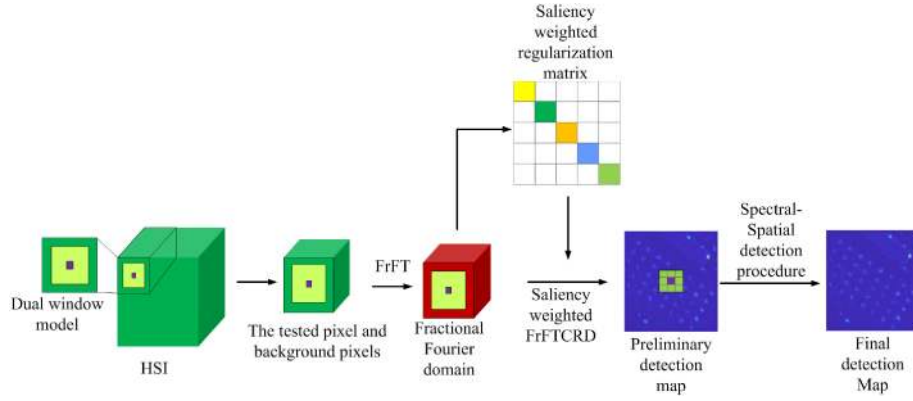 Saliency
weighted
regularization
matrix
Dual window
model
HSI
The tested pixel and
background pixels
FrFT
Fractional
Fourier
domain
Saliency
weighted
FrFTCRD
Preliminary
detection
map
Spectral-
Spatial
detection
procedure
Final
detection
Map